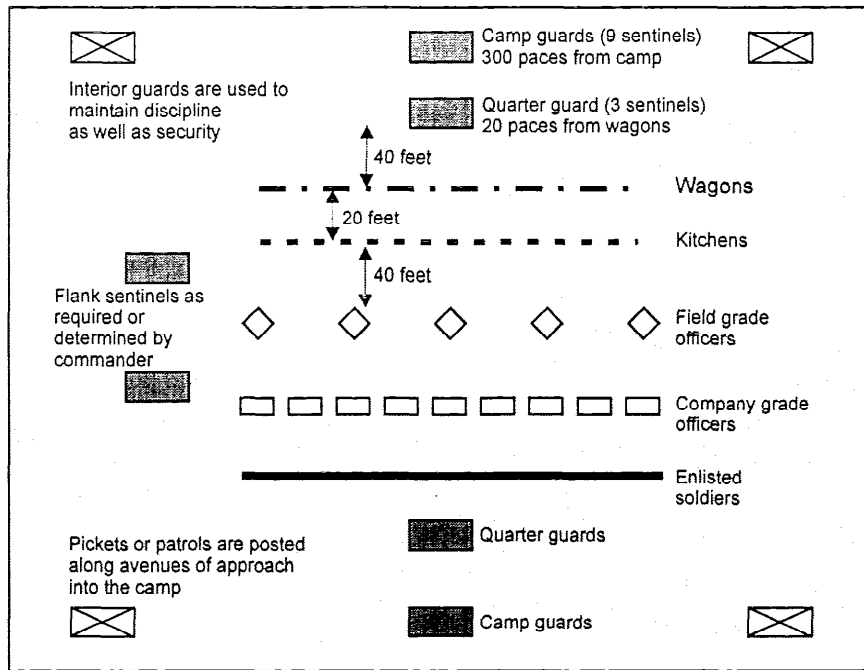 Camp guards (9 sentinels)
300 paces from camp
Interior guards are used to
maintain discipline
as well as security
Quarter guard (3 sentinels)
20 paces from wagons
40 feet
Wagons
20 feet
Kitchens
40 feet
Flank sentinels as
required or
determined by
commander
Field grade
officers
Company grade
officers
Enlisted
soldiers
Pickets or patrols are posted
along avenues of approach
into the camp
Quarter guards
Camp guards